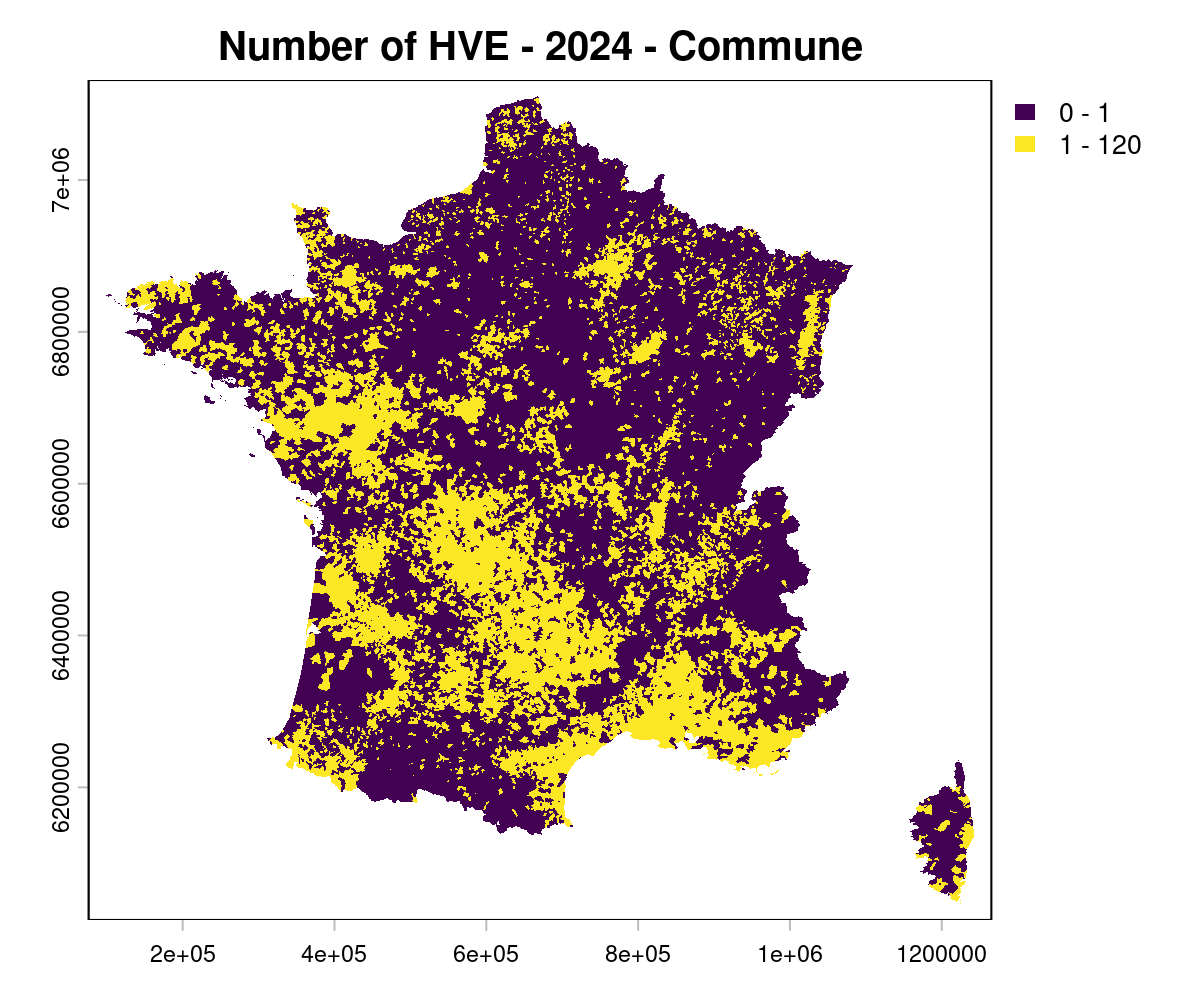 Number of HVE - 2024 - Commune
0 - 1
1 - 120
7e+06
6800000
6600000
6400000
6200000
2e+05
4e+05
6e+05
8e+05
1e+06
1200000